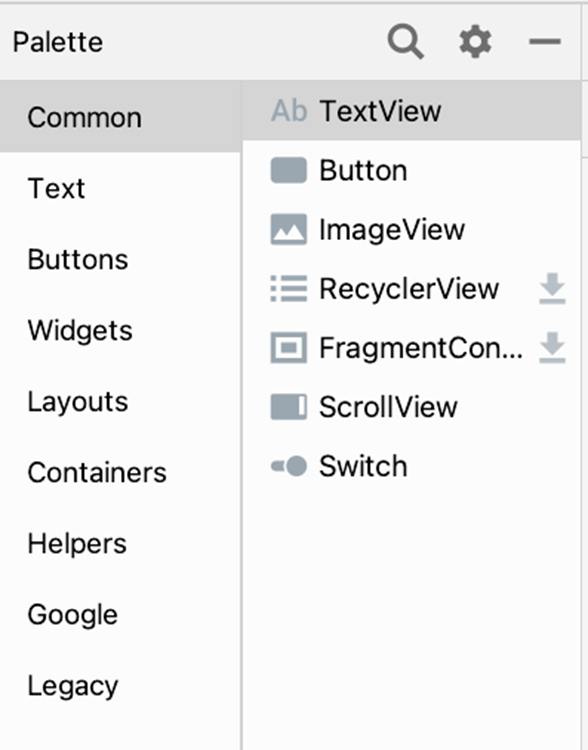 Palette
Common
Text
Buttons
Widgets
Layouts
Containers
Helpers
Google
Legacy
Ab TextView
Button
ImageView
RecyclerView
FragmentCon...
ScrollView
Switch